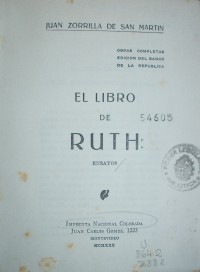 JUAN ZORRILLA DE SAN MARTIN
OBRAS COMPLETAS
EDICION DEL BANCO
DE LA REPUBLICA
EL LIBRO
DE
54605
RUTH:
ENSAYOS
IMPRENTA NACIONAL COLORADA
JUAN CARLOS GOMEZ, 1221
MONTEVIDEO
MCMXXX